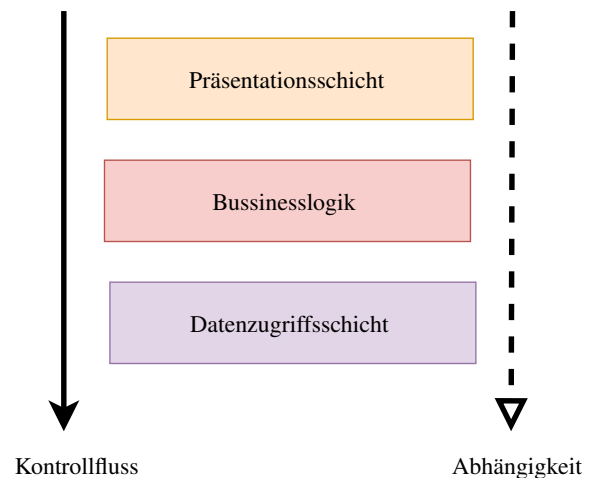 Präsentationsschicht
Bussinesslogik
Datenzugriffsschicht
Kontrollfluss
Abhängigkeit